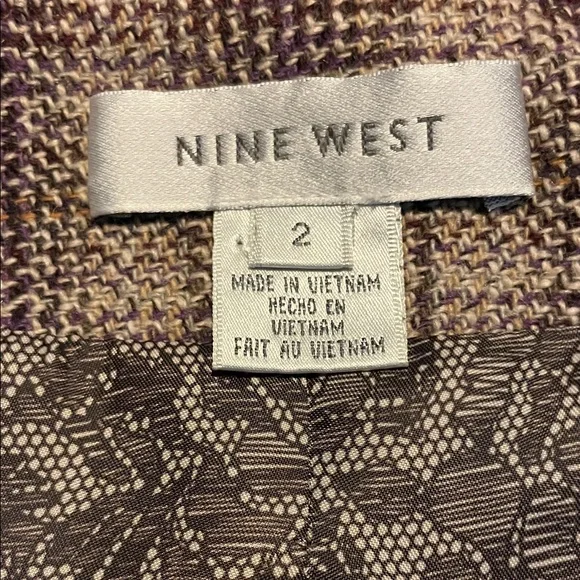 NINE WEST
2
MADE IN VIETNAM
HECHO EN
VIETNAM
FAIT AU VIETNAM